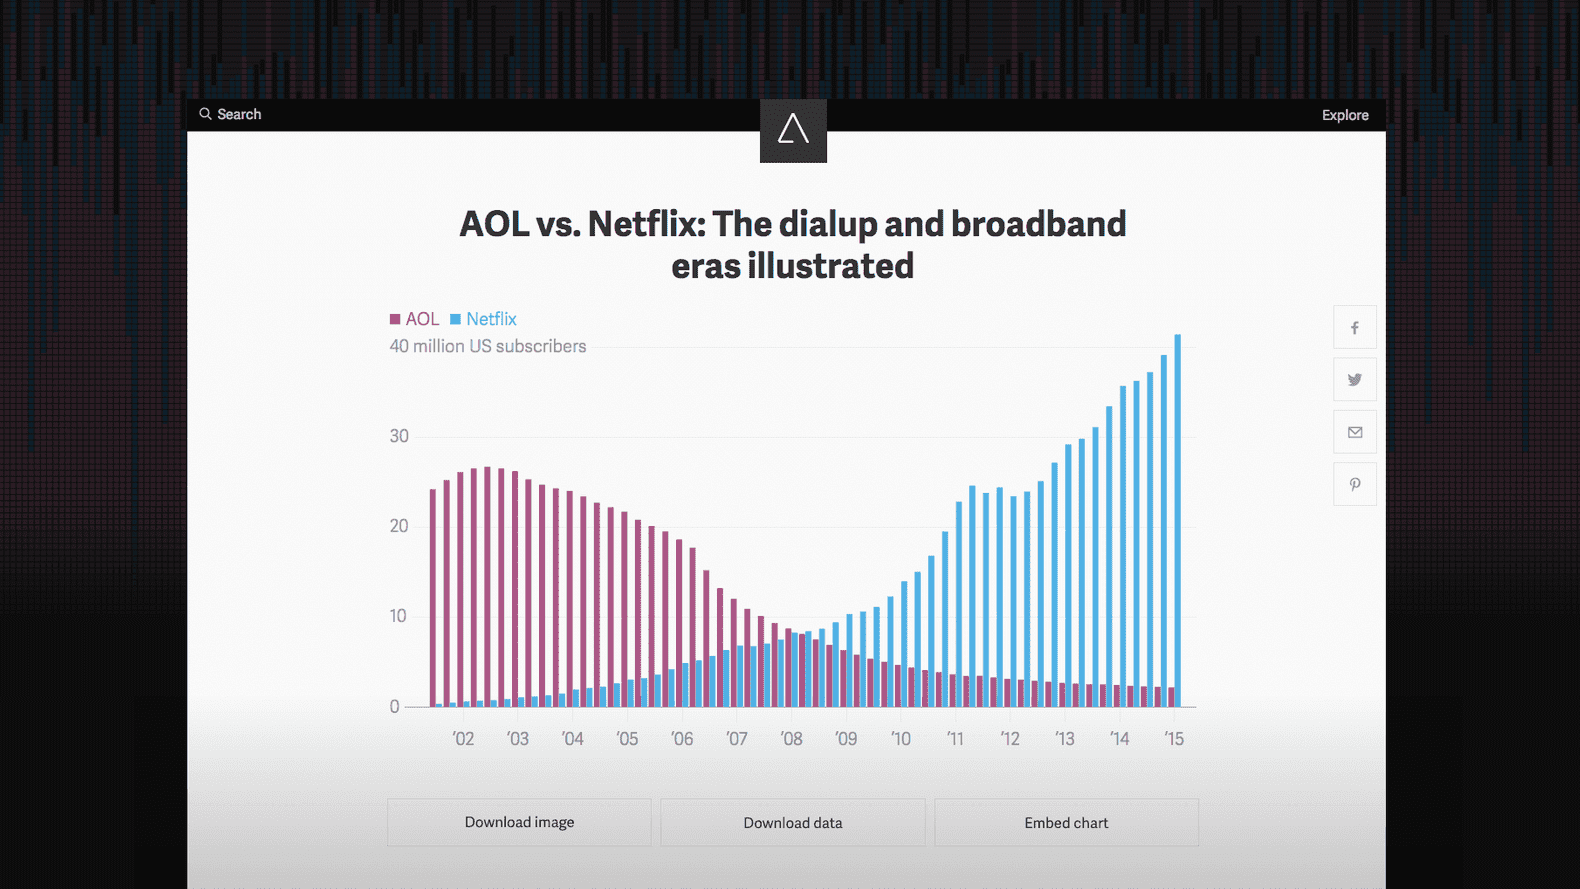 Search
Explore
AOL vs. Netflix: The dialup and broadband
eras illustrated
AOL Netflix
40 million US subscribers
30
20
10
0
’02 ’03 ’04 ’05 ’06 ’07 ’08 ’09 ’10 ’11 ’12 ’13 ’14 ’15
Download image Download data Embed chart